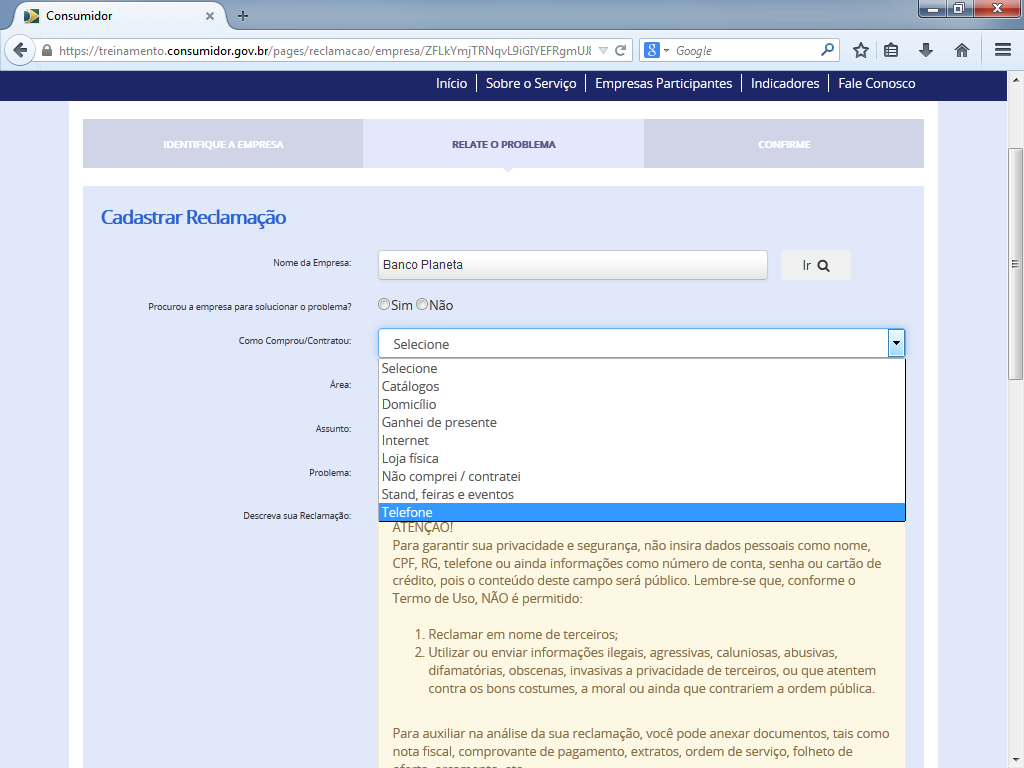 Consumidor
https://treinamento.consumidor.gov.br/pages/reclamacao/empresa/ZFLkYmjTRNqvL9iGIYEFRgmUJ8
Google
Início Sobre o Serviço Empresas Participantes Indicadores Fale Conosco
IDENTIFIQUE A EMPRESA RELATE O PROBLEMA CONFIRME
Cadastrar Reclamação
Nome da Empresa: Banco Planeta Ir
Procurou a empresa para solucionar o problema? Sim Não
Como Comprou/Contratou: Selecione
Selecione
Área: Catálogos
Domicílio
Assunto: Ganhei de presente
Internet
Loja física
Problema: Não comprei / contratei
Stand, feiras e eventos
Descreva sua Reclamação: Telefone
ATENÇÃO!
Para garantir sua privacidade e segurança, não insira dados pessoais como nome,
CPF, RG, telefone ou ainda informações como número de conta, senha ou cartão de
crédito, pois o conteúdo deste campo será público. Lembre-se que, conforme o
Termo de Uso, NÃO é permitido:
1. Reclamar em nome de terceiros;
2. Utilizar ou enviar informações ilegais, agressivas, caluniosas, abusivas,
difamatórias, obscenas, invasivas a privacidade de terceiros, ou que atentem
contra os bons costumes, a moral ou ainda que contrariem a ordem pública.
Para auxiliar na análise da sua reclamação, você pode anexar documentos, tais como
nota fiscal, comprovante de pagamento, extratos, ordem de serviço, folheto de